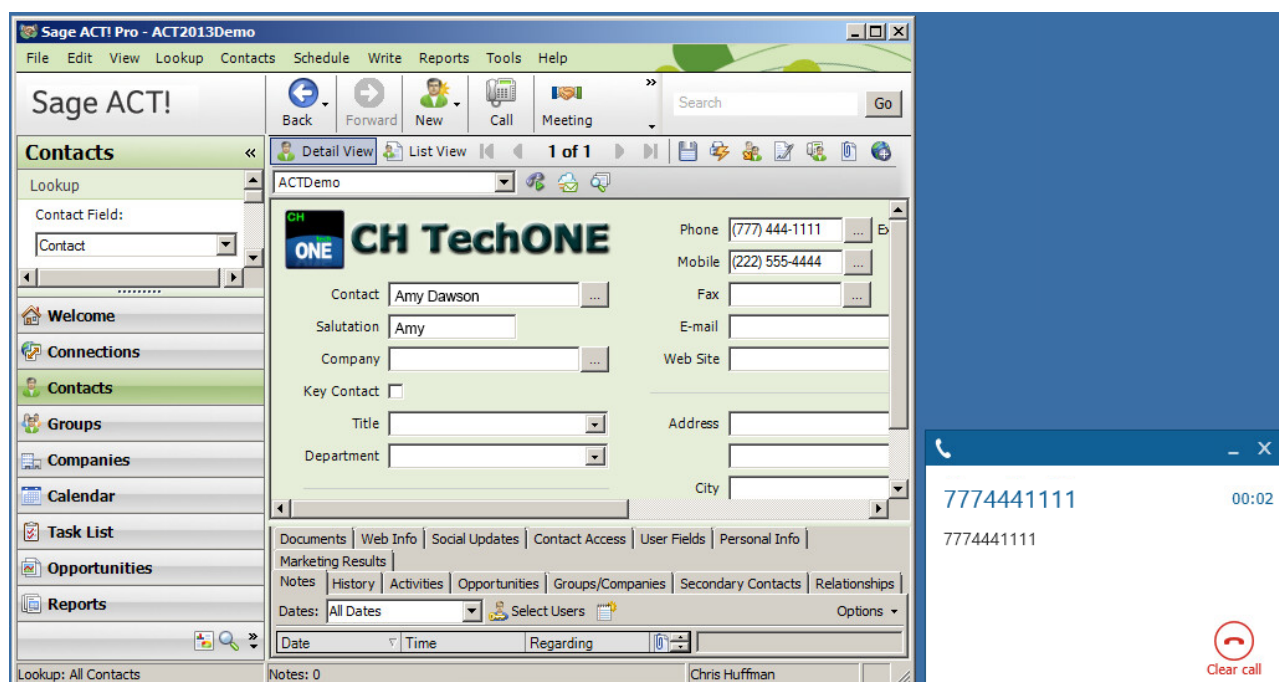 Sage ACT! Pro - ACT2013Demo
File Edit View Lookup Contacts Schedule Write Reports Tools Help
Sage ACT!
Back Forward New Call Meeting
Search Go
Contacts «
Detail View List View 1 of 1
Lookup
ACTDemo
Contact Field:
Contact
CH
ONE
CH TechONE
Phone (777) 444-1111 ...
Mobile (222) 555-4444 ...
Contact Amy Dawson ... Fax ...
Salutation Amy E-mail
Company ... Web Site
Key Contact
Title Address
Department
City
Welcome
Connections
Contacts
Groups
Companies
Calendar
Task List
Opportunities
Reports
Documents Web Info Social Updates Contact Access User Fields Personal Info
Marketing Results
Notes History Activities Opportunities Groups/Companies Secondary Contacts Relationships
Dates: All Dates Select Users Options
Date Time Regarding
Lookup: All Contacts Notes: 0 Chris Huffman
7774441111 00:02
7774441111
Clear call